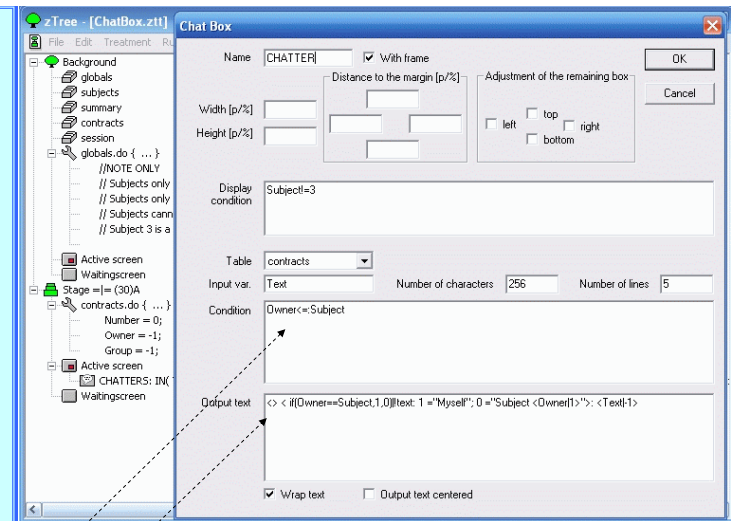 zTree - [ChatBox.ztt]
File Edit Treatment Ru
Background
globals
subjects
summary
contracts
session
globals.do { ... }
//NOTE ONLY
// Subjects only
// Subjects only
// Subjects cann
// Subject 3 is a
Active screen
Waitingscreen
Stage =|= (30)A
contracts.do { ... }
Number = 0;
Owner = -1;
Group = -1;
Active screen
CHATTERS: IN( T
Waitingscreen
Chat Box
Name CHATTER With frame OK
Distance to the margin [p/%] Adjustment of the remaining box Cancel
Width [p/%]
Height [p/%]
top
left right
bottom
Display condition Subject!=3
Table contracts
Input var. Text Number of characters 256 Number of lines 5
Condition Owner<=:Subject
Output text <> < if(Owner==Subject,1,0)|!text: 1 ="Myself"; 0 ="Subject <Owner|1>">: <Text|-1>
Wrap text Output text centered